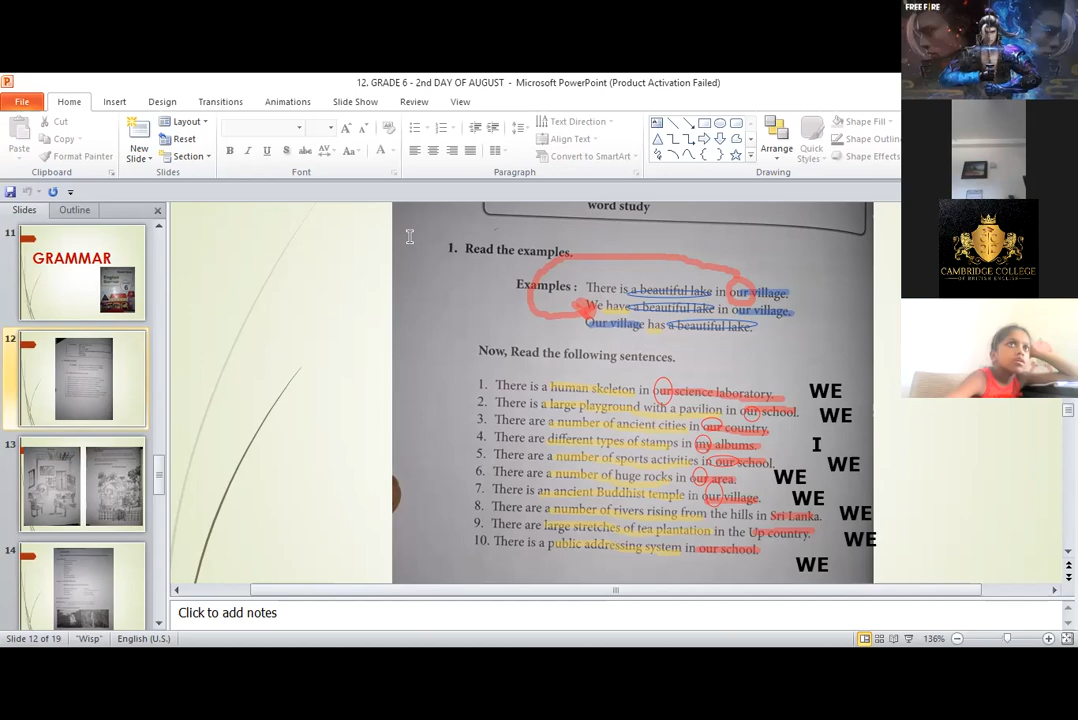 FREE FIRE
12. GRADE 6 - 2nd DAY OF AUGUST - Microsoft PowerPoint (Product Activation Failed)
File Home Insert Design Transitions Animations Slide Show Review View
Cut
Copy
Format Painter
Paste
Clipboard
New
Slide
Layout
Reset
Section
Slides
B I U S abc AV Aa A
Font
Text Direction
Align Text
Convert to SmartArt
Paragraph
Arrange
Quick
Styles
Shape Fill
Shape Outline
Shape Effects
Drawing
Slides Outline
11
GRAMMAR
12
13
14
word study
1. Read the examples.
Examples : There is a beautiful lake in our village.
We have a beautiful lake in our village.
Our village has a beautiful lake.
Now, Read the following sentences.
1. There is a human skeleton in our science laboratory. WE
2. There is a large playground with a pavilion in our school. WE
3. There are a number of ancient cities in our country.
4. There are different types of stamps in my albums. I
5. There are a number of sports activities in our school. WE
6. There are a number of huge rocks in our area. WE
7. There is an ancient Buddhist temple in our village. WE
8. There are a number of rivers rising from the hills in Sri Lanka. WE
9. There are large stretches of tea plantation in the Up country. WE
10. There is a public addressing system in our school. WE
CAMBRIDGE COLLEGE
OF BRITISH ENGLISH
Click to add notes
Slide 12 of 19 "Wisp" English (U.S.) 136%